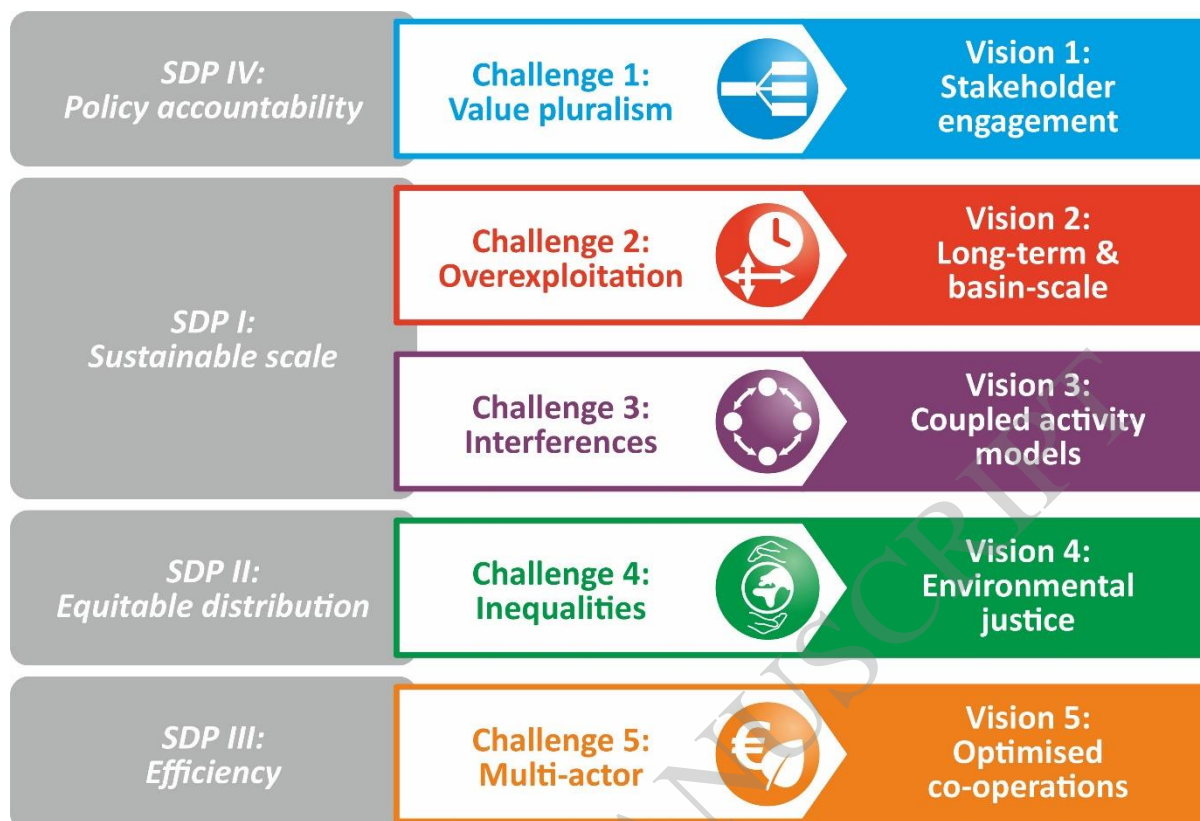 SDP IV:
Policy accountability
Challenge 1:
Value pluralism
Vision 1:
Stakeholder
engagement
SDP I:
Sustainable scale
Challenge 2:
Overexploitation
Vision 2:
Long-term &
basin-scale
Challenge 3:
Interferences
Vision 3:
Coupled activity
models
SDP II:
Equitable distribution
Challenge 4:
Inequalities
Vision 4:
Environmental
justice
SDP III:
Efficiency
Challenge 5:
Multi-actor
€
Vision 5:
Optimised
co-operations
NUSCRIPT